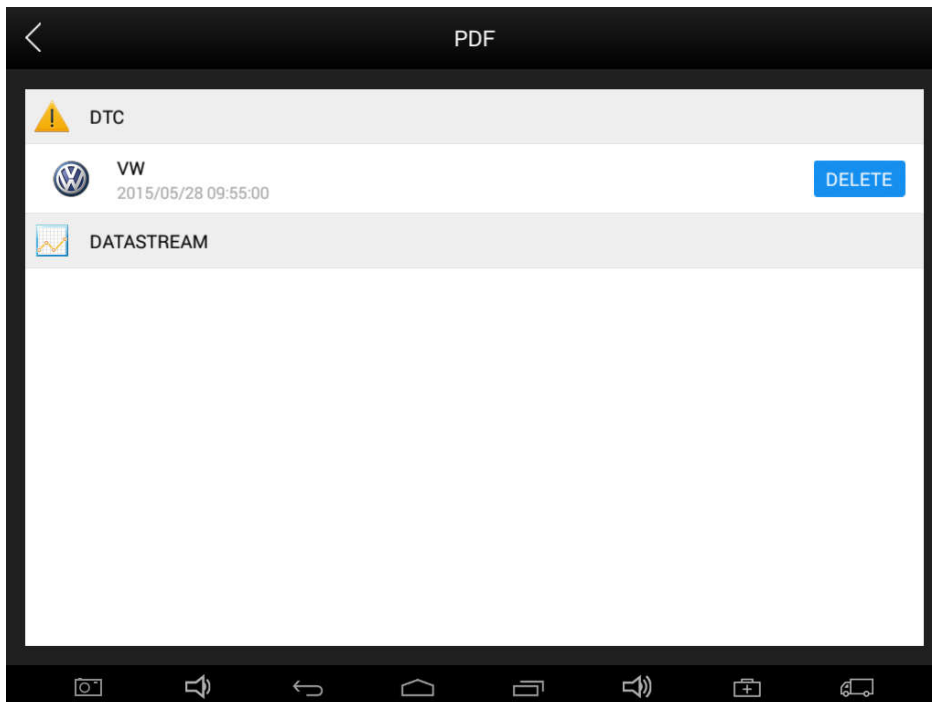 PDF
DTC
VW
2015/05/28 09:55:00
DELETE
DATASTREAM